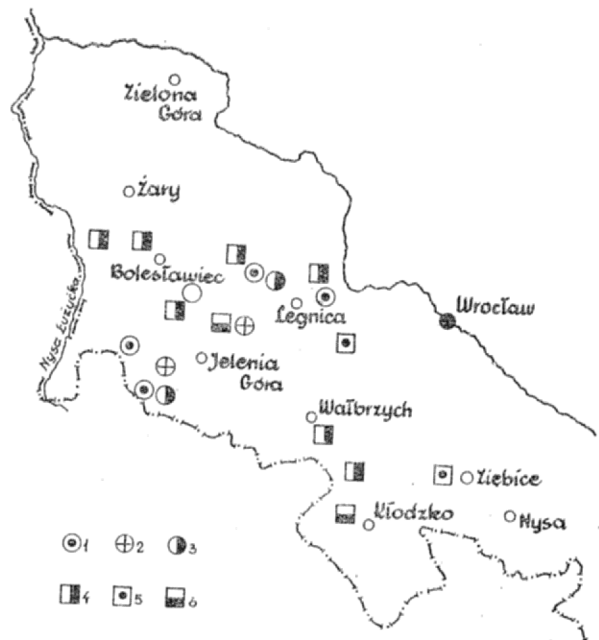 Zielona
Góra
Żary
Bolesławiec
Legnica
Wrocław
Nysa Łużycka
Jelenia
Góra
Wałbrzych
Ziębice
Kłodzko
Nysa
1 2 3
4 5 6